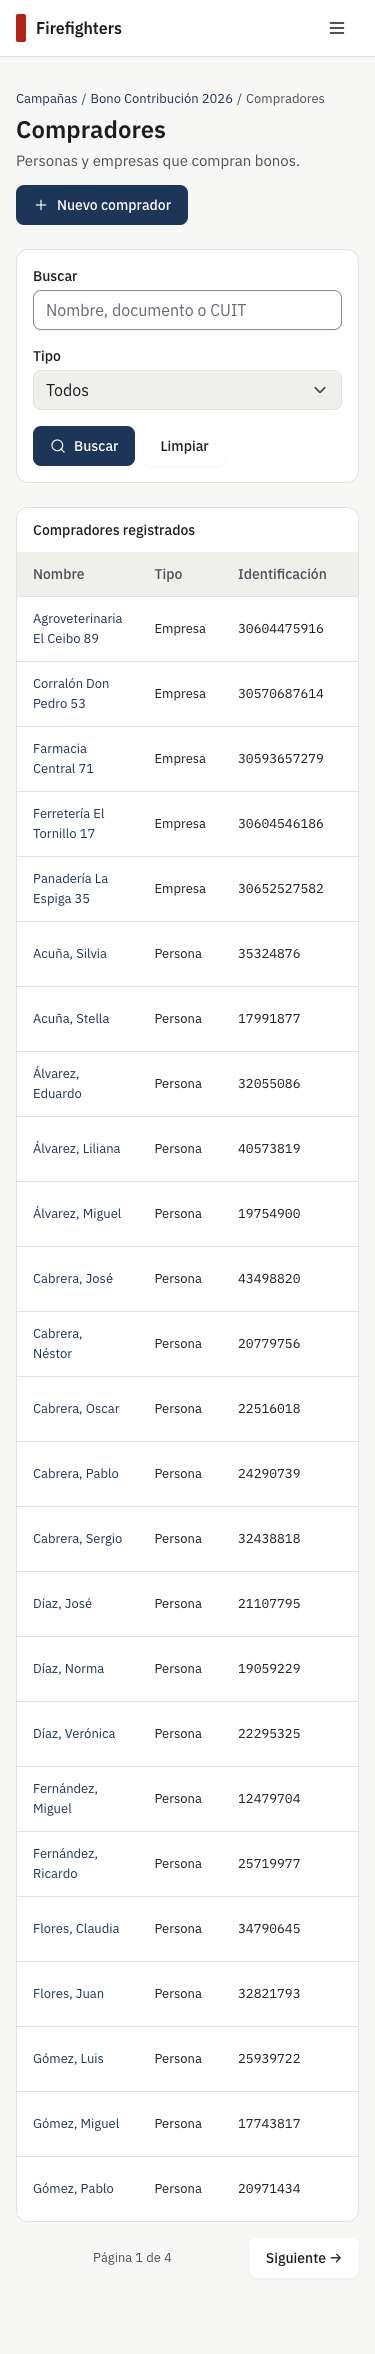 Firefighters
Campañas / Bono Contribución 2026 / Compradores
Compradores
Personas y empresas que compran bonos.
Nuevo comprador
Buscar
Nombre, documento o CUIT
Tipo
Todos
Buscar Limpiar
Compradores registrados
Nombre Tipo Identificación
Agroveterinaria
El Ceibo 89 Empresa 30604475916
Corralón Don
Pedro 53 Empresa 30570687614
Farmacia
Central 71 Empresa 30593657279
Ferretería El
Tornillo 17 Empresa 30604546186
Panadería La
Espiga 35 Empresa 30652527582
Acuña, Silvia Persona 35324876
Acuña, Stella Persona 17991877
Álvarez,
Eduardo Persona 32055086
Álvarez, Liliana Persona 40573819
Álvarez, Miguel Persona 19754900
Cabrera, José Persona 43498820
Cabrera,
Néstor Persona 20779756
Cabrera, Oscar Persona 22516018
Cabrera, Pablo Persona 24290739
Cabrera, Sergio Persona 32438818
Díaz, José Persona 21107795
Díaz, Norma Persona 19059229
Díaz, Verónica Persona 22295325
Fernández,
Miguel Persona 12479704
Fernández,
Ricardo Persona 25719977
Flores, Claudia Persona 34790645
Flores, Juan Persona 32821793
Gómez, Luis Persona 25939722
Gómez, Miguel Persona 17743817
Gómez, Pablo Persona 20971434
Página 1 de 4 Siguiente →